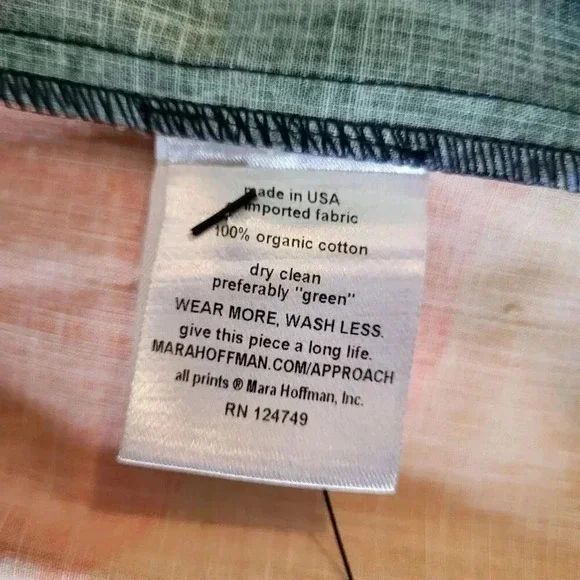 made in USA
imported fabric
100% organic cotton
dry clean
preferably "green"
WEAR MORE, WASH LESS.
give this piece a long life.
MARAHOFFMAN.COM/APPROACH
all prints ® Mara Hoffman, Inc.
RN 124749